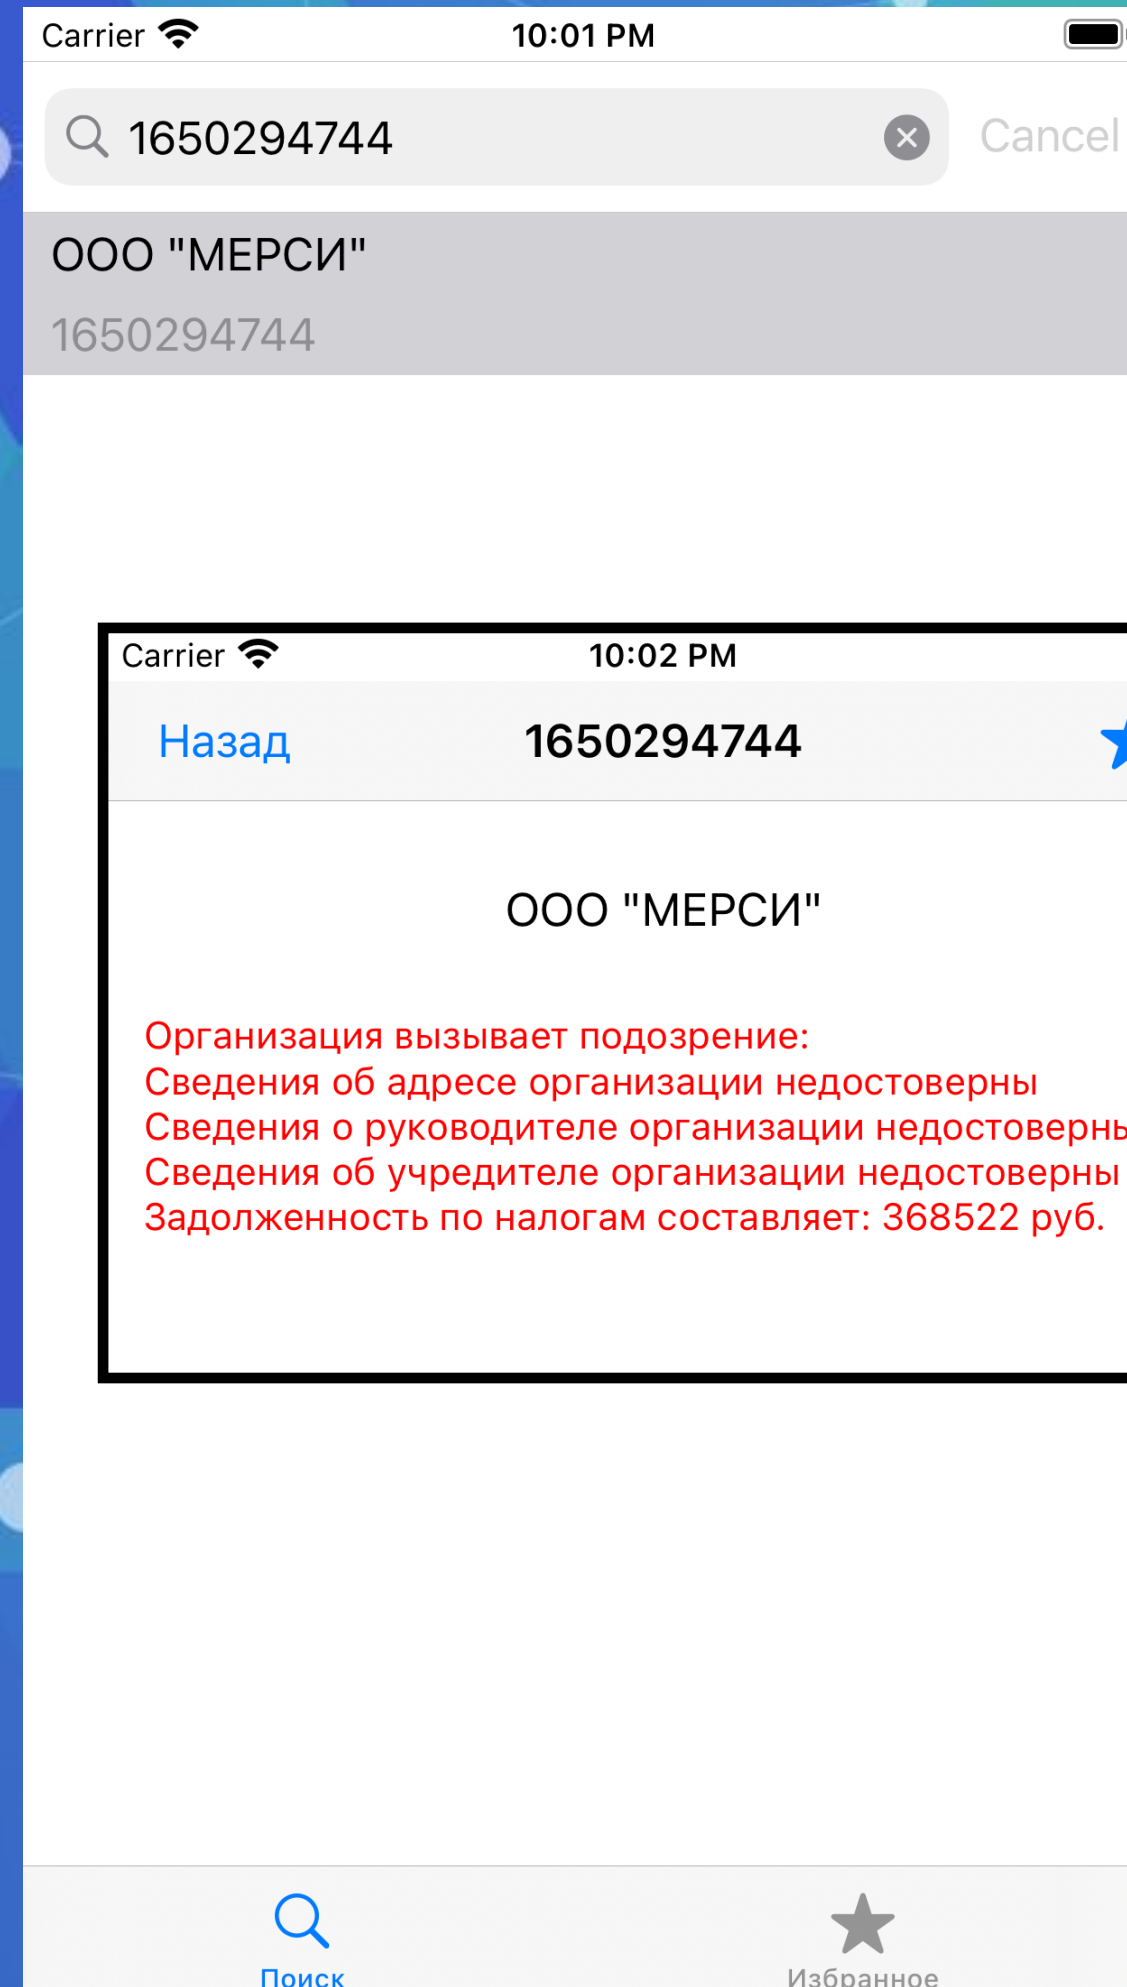 Carrier 10:01 PM
1650294744 Cancel
ООО "МЕРСИ"
1650294744
Carrier 10:02 PM
Назад 1650294744
ООО "МЕРСИ"
Организация вызывает подозрение:
Сведения об адресе организации недостоверны
Сведения о руководителе организации недостоверны
Сведения об учредителе организации недостоверны
Задолженность по налогам составляет: 368522 руб.
Поиск Избранное